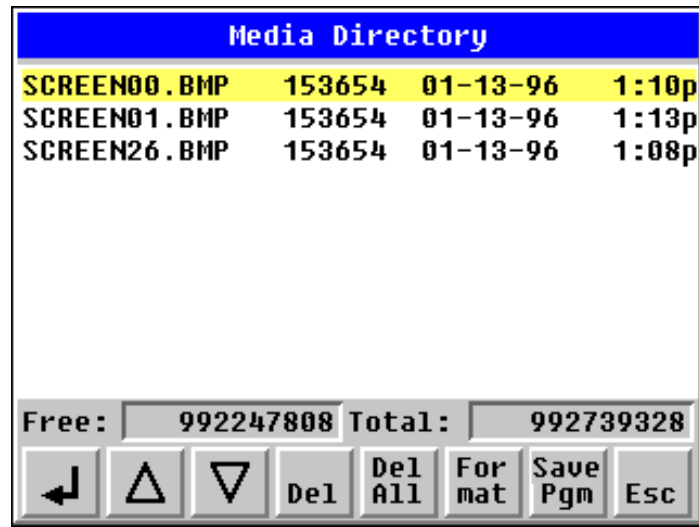 Media Directory
SCREEN00.BMP 153654 01-13-96 1:10p
SCREEN01.BMP 153654 01-13-96 1:13p
SCREEN26.BMP 153654 01-13-96 1:08p
Free: 992247808 Total: 992739328
Del Del All For mat Save Pgm Esc